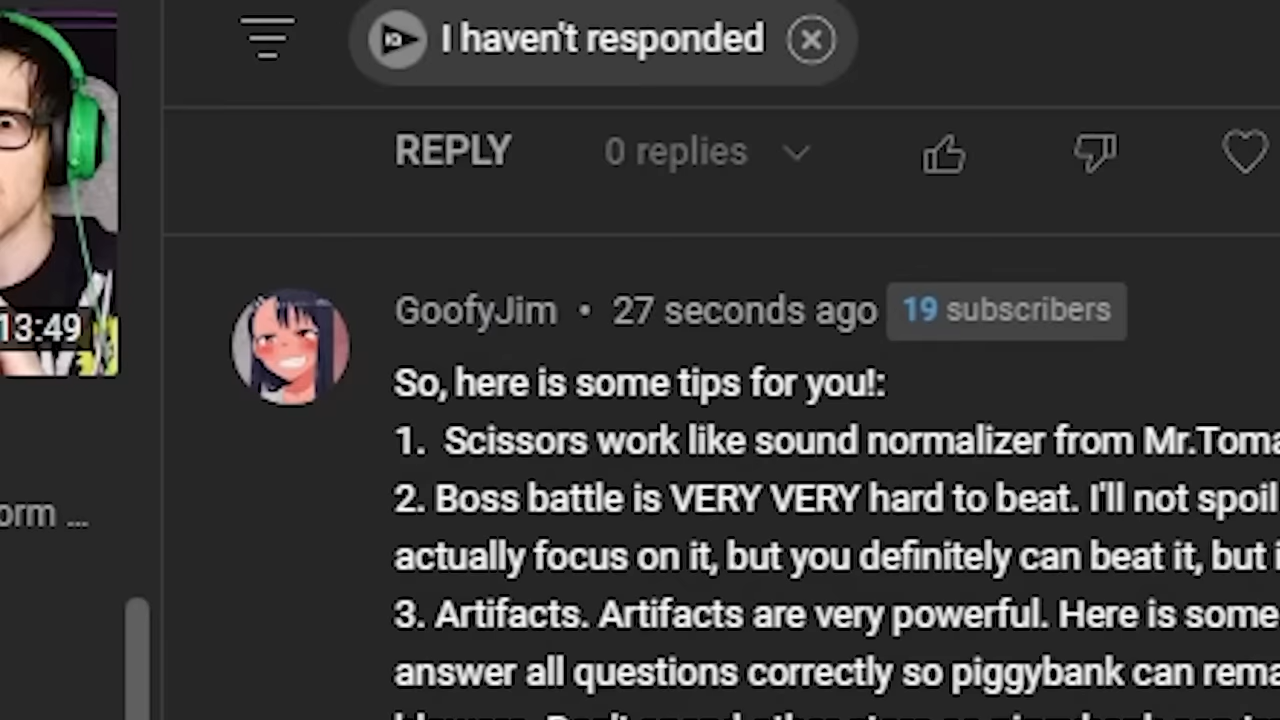 I haven't responded
REPLY 0 replies
13:49
GoofyJim • 27 seconds ago 19 subscribers
So, here is some tips for you!:
1. Scissors work like sound normalizer from Mr.Toma
2. Boss battle is VERY VERY hard to beat. I'll not spoil
orm ...
actually focus on it, but you definitely can beat it, but i
3. Artifacts. Artifacts are very powerful. Here is some
answer all questions correctly so piggybank can rema